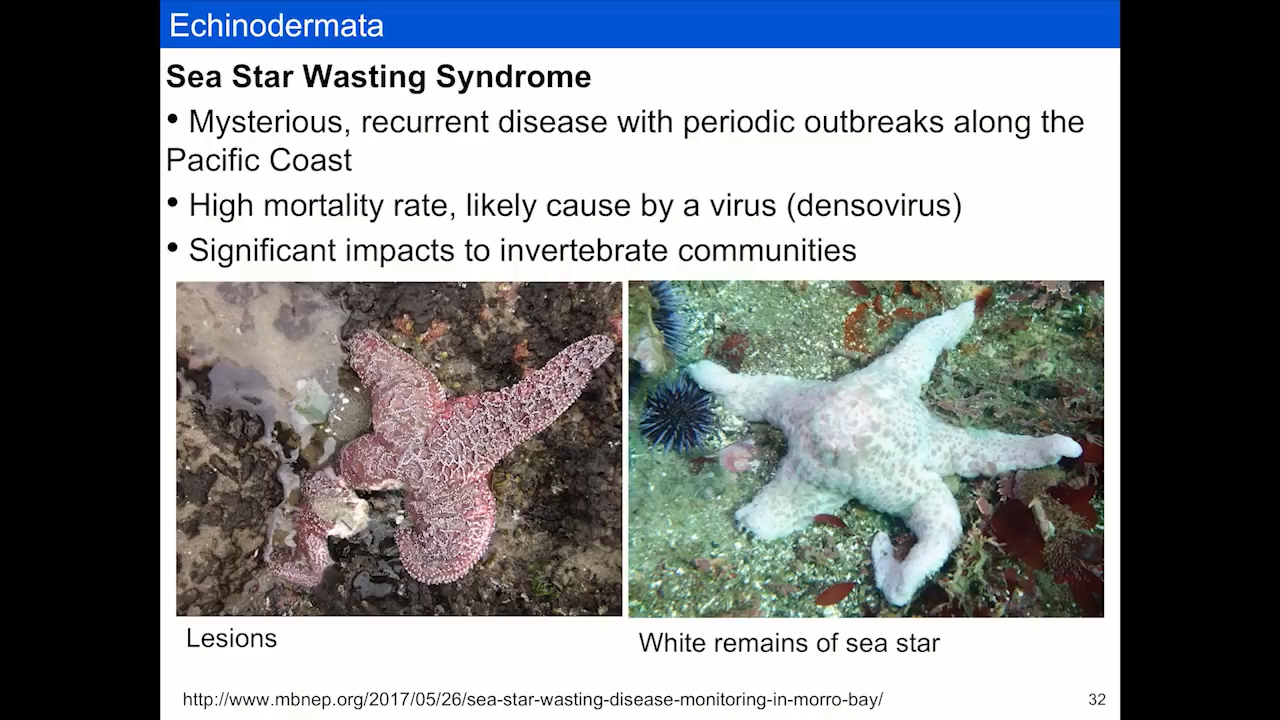 Echinodermata
Sea Star Wasting Syndrome
• Mysterious, recurrent disease with periodic outbreaks along the
Pacific Coast
• High mortality rate, likely cause by a virus (densovirus)
• Significant impacts to invertebrate communities
Lesions
White remains of sea star
http://www.mbnep.org/2017/05/26/sea-star-wasting-disease-monitoring-in-morro-bay/
32